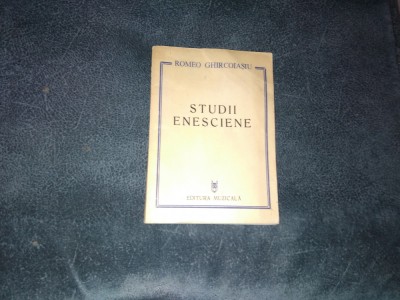 ROMEO GHIRCOIAȘIU
STUDII
ENESCIENE
EDITURA MUZICALĂ